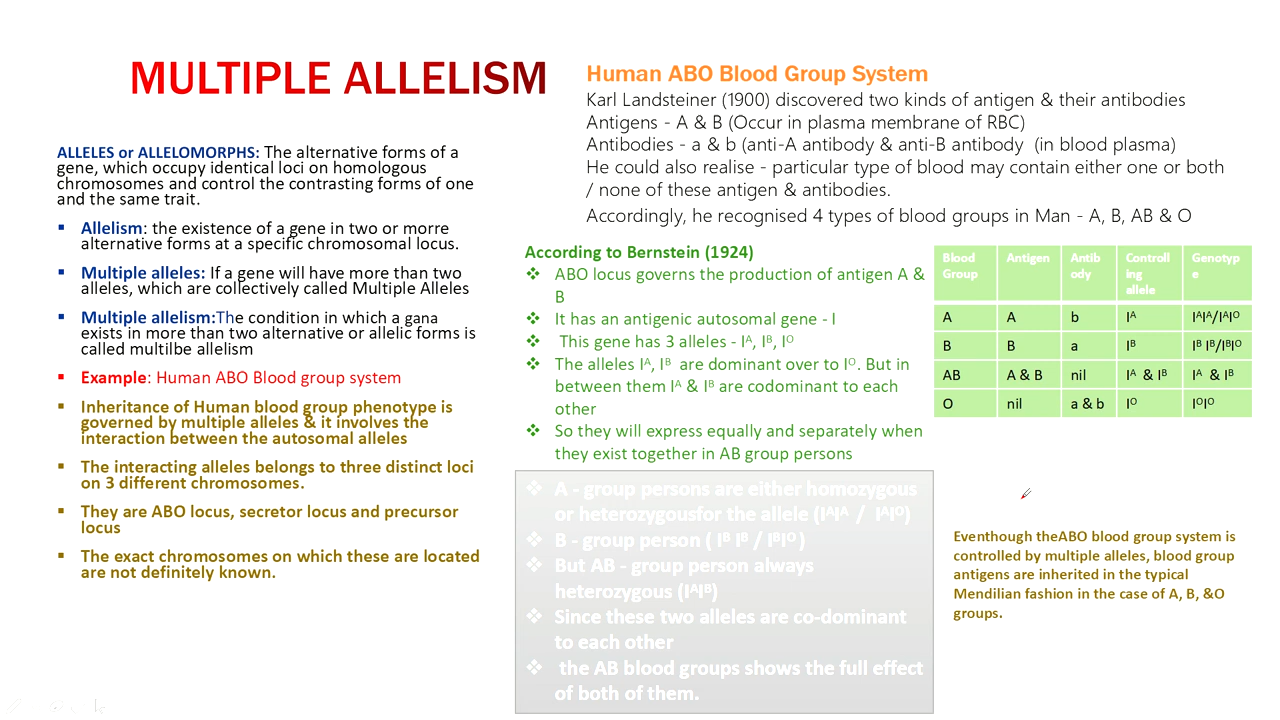 MULTIPLE ALLELISM
ALLELES or ALLELOMORPHS: The alternative forms of a
gene, which occupy identical loci on homologous
chromosomes and control the contrasting forms of one
and the same trait.
▪ Allelism: the existence of a gene in two or morre
alternative forms at a specific chromosomal locus.
▪ Multiple alleles: If a gene will have more than two
alleles, which are collectively called Multiple Alleles
▪ Multiple allelism:The condition in which a gana
exists in more than two alternative or allelic forms is
called multilbe allelism
▪ Example: Human ABO Blood group system
▪ Inheritance of Human blood group phenotype is
governed by multiple alleles & it involves the
interaction between the autosomal alleles
▪ The interacting alleles belongs to three distinct loci
on 3 different chromosomes.
▪ They are ABO locus, secretor locus and precursor
locus
▪ The exact chromosomes on which these are located
are not definitely known.
Human ABO Blood Group System
Karl Landsteiner (1900) discovered two kinds of antigen & their antibodies
Antigens - A & B (Occur in plasma membrane of RBC)
Antibodies - a & b (anti-A antibody & anti-B antibody (in blood plasma)
He could also realise - particular type of blood may contain either one or both
/ none of these antigen & antibodies.
Accordingly, he recognised 4 types of blood groups in Man - A, B, AB & O
According to Bernstein (1924)
❖ ABO locus governs the production of antigen A &
B
❖ It has an antigenic autosomal gene - I
❖ This gene has 3 alleles - Iᴬ, Iᴮ, Iᴼ
❖ The alleles Iᴬ, Iᴮ are dominant over to Iᴼ. But in
between them Iᴬ & Iᴮ are codominant to each
other
❖ So they will express equally and separately when
they exist together in AB group persons
❖ A - group persons are either homozygous
or heterozygousfor the allele (IᴬIᴬ / IᴬIᴼ)
❖ B - group person ( Iᴮ Iᴮ / IᴮIᴼ )
❖ But AB - group person always
heterozygous (IᴬIᴮ)
❖ Since these two alleles are co-dominant
to each other
❖ the AB blood groups shows the full effect
of both of them.
Blood Group | Antigen | Antib ody | Controll ing allele | Genotyp e
A | A | b | Iᴬ | IᴬIᴬ/IᴬIᴼ
B | B | a | Iᴮ | Iᴮ Iᴮ/IᴮIᴼ
AB | A & B | nil | Iᴬ & Iᴮ | Iᴬ & Iᴮ
O | nil | a & b | Iᴼ | IᴼIᴼ
Eventhough theABO blood group system is
controlled by multiple alleles, blood group
antigens are inherited in the typical
Mendilian fashion in the case of A, B, &O
groups.